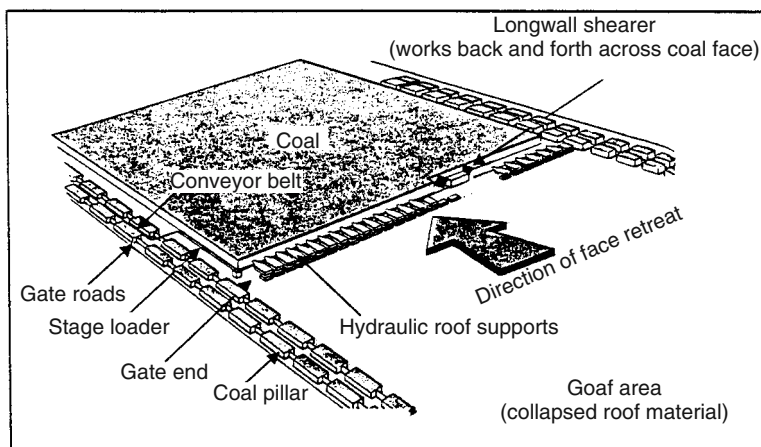 Longwall shearer
(works back and forth across coal face)
Coal
Conveyor belt
Direction of face retreat
Gate roads
Stage loader
Hydraulic roof supports
Gate end
Coal pillar
Goaf area
(collapsed roof material)